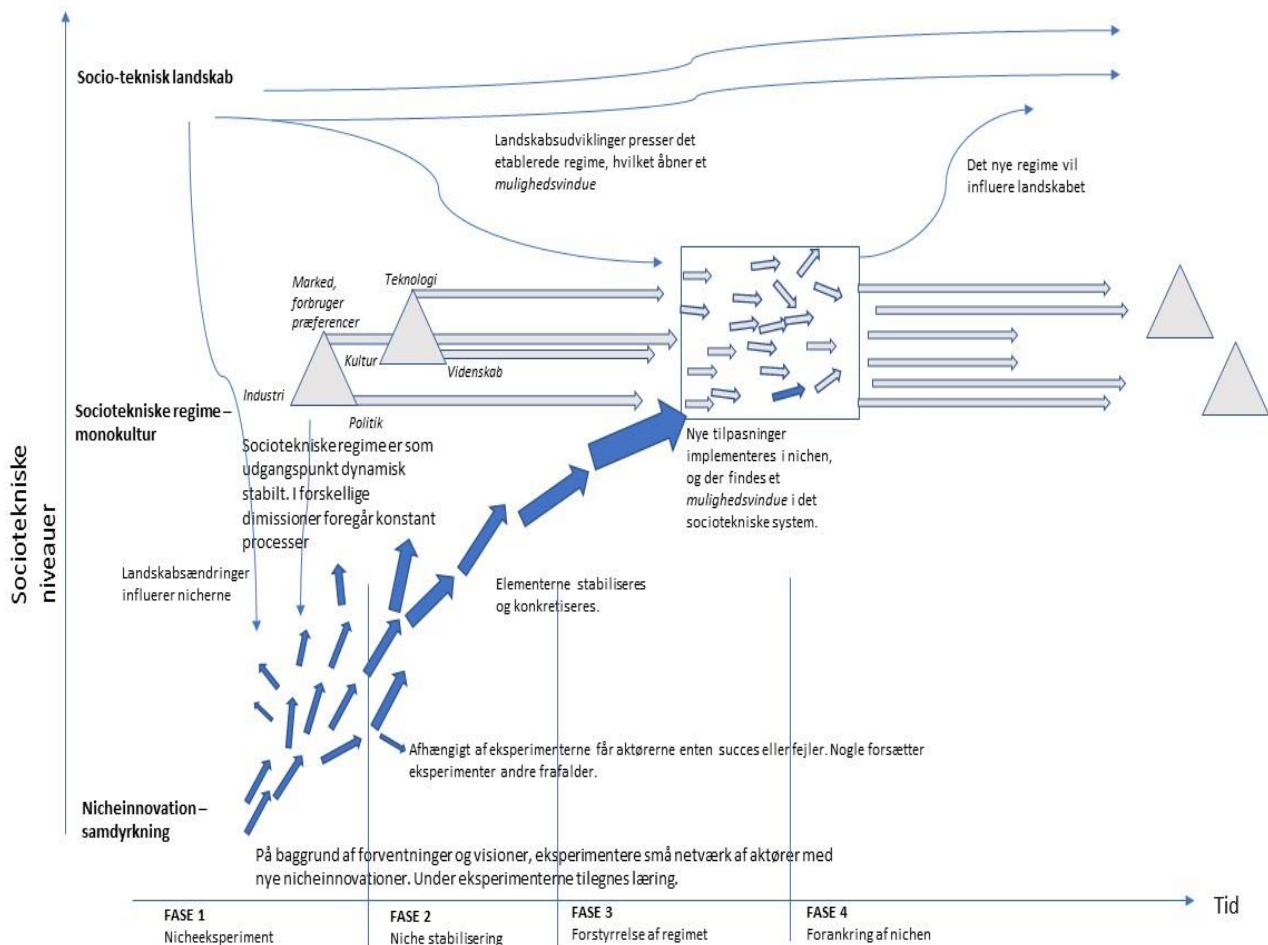 Socio-teknisk landskab
Landskabsudviklinger presser det
etablerede regime, hvilket åbner et
mulighedsvindue
Det nye regime vil
influere landskabet
Teknologi
Marked,
forbruger
præferencer
Kultur
Videnskab
Industri
Politik
Sociotekniske regime –
monokultur
Sociotekniske regime er som
udgangspunkt dynamisk
stabilt. I forskellige
dimissioner foregår konstant
processer
Nye tilpasninger
implementeres i nichen,
og der findes et
mulighedsvindue i det
sociotekniske system.
Sociotekniske
niveauer
Landskabsændringer
influerer nicherne
Elementerne stabiliseres
og konkretiseres.
Afhængigt af eksperimenterne får aktørerne enten succes eller fejler. Nogle forsætter
eksperimenter andre frafalder.
Nicheinnovation –
samdyrkning
På baggrund af forventninger og visioner, eksperimentere små netværk af aktører med
nye nicheinnovationer. Under eksperimenterne tilegnes læring.
Tid
FASE 1
Nicheeksperiment
FASE 2
Niche stabilisering
FASE 3
Forstyrrelse af regimet
FASE 4
Forankring af nichen